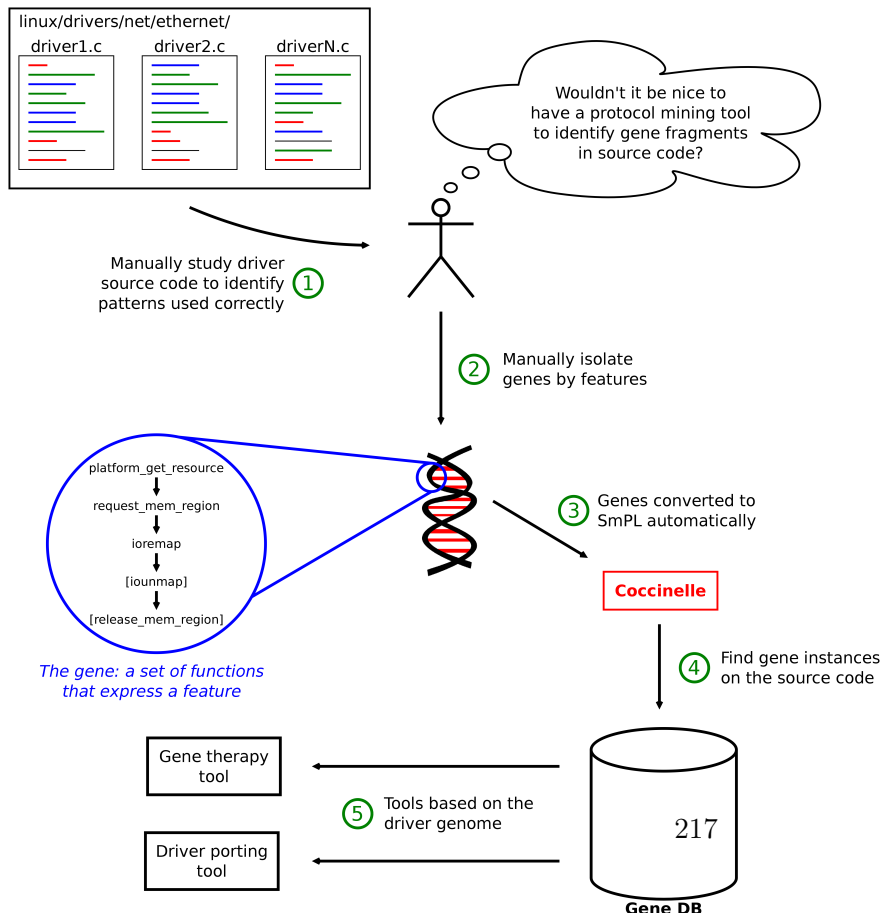 linux/drivers/net/ethernet/
driver1.c
driver2.c
driverN.c
Wouldn't it be nice to
have a protocol mining tool
to identify gene fragments
in source code?
Manually study driver
source code to identify
patterns used correctly
1
2
Manually isolate
genes by features
platform_get_resource
request_mem_region
ioremap
[iounmap]
[release_mem_region]
The gene: a set of functions
that express a feature
3
Genes converted to
SmPL automatically
Coccinelle
4
Find gene instances
on the source code
Gene therapy
tool
5
Tools based on the
driver genome
Driver porting
tool
217
Gene DB